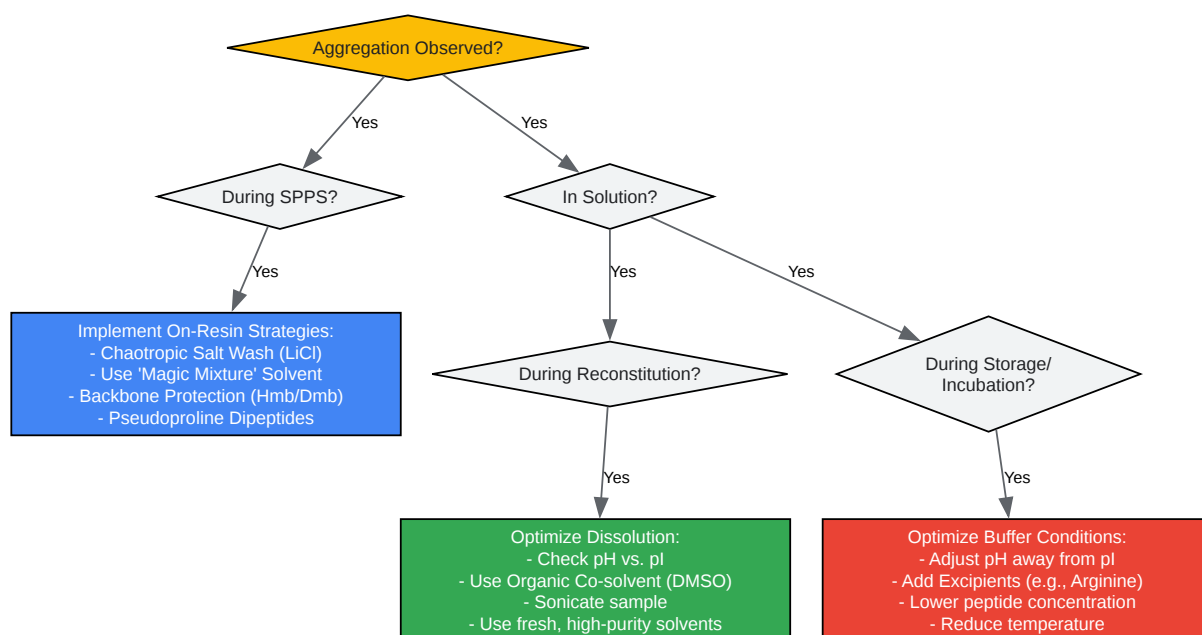 Aggregation Observed?
Yes
Yes
During SPPS?
In Solution?
Yes
Yes
Yes
Implement On-Resin Strategies:
- Chaotropic Salt Wash (LiCl)
- Use 'Magic Mixture' Solvent
- Backbone Protection (Hmb/Dmb)
- Pseudoproline Dipeptides
During Reconstitution?
During Storage/
Incubation?
Yes
Yes
Optimize Dissolution:
- Check pH vs. pI
- Use Organic Co-solvent (DMSO)
- Sonicate sample
- Use fresh, high-purity solvents
Optimize Buffer Conditions:
- Adjust pH away from pI
- Add Excipients (e.g., Arginine)
- Lower peptide concentration
- Reduce temperature